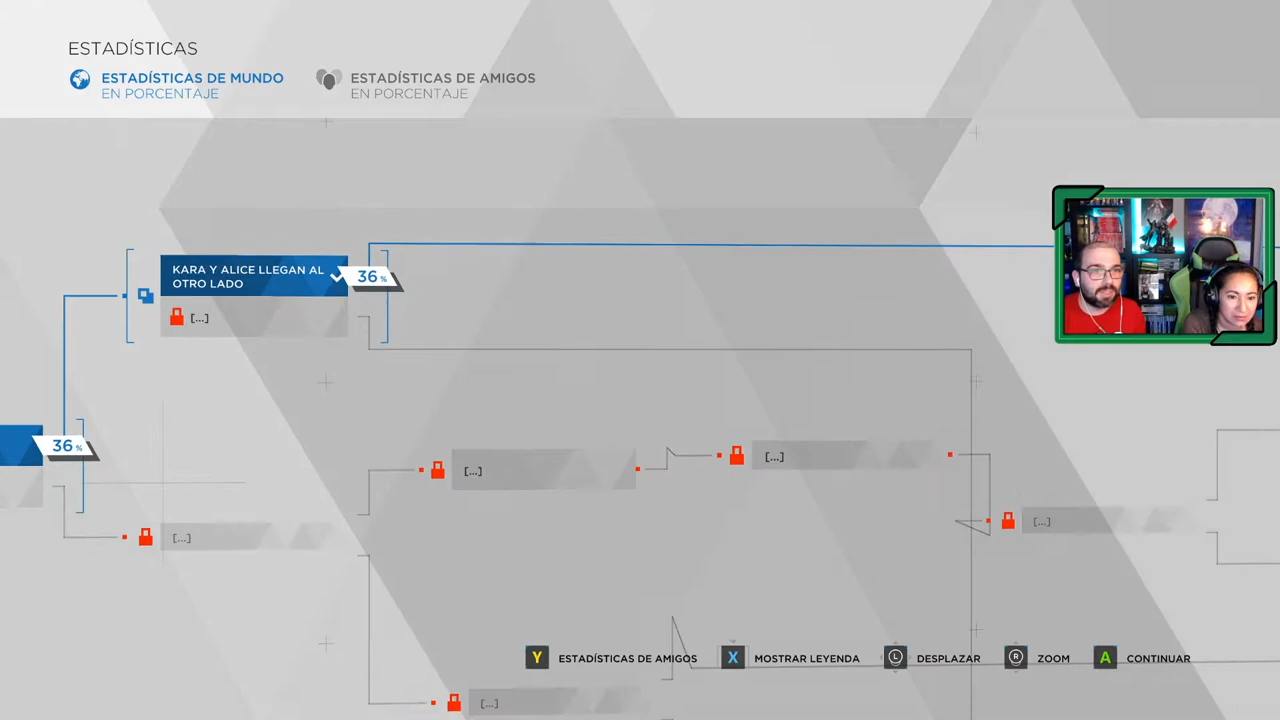 ESTADÍSTICAS
ESTADÍSTICAS DE MUNDO
EN PORCENTAJE
ESTADÍSTICAS DE AMIGOS
EN PORCENTAJE
KARA Y ALICE LLEGAN AL
OTRO LADO
36 %
[...]
36 %
[...]
[...]
[...]
[...]
[...]
Y ESTADÍSTICAS DE AMIGOS
X MOSTRAR LEYENDA
L DESPLAZAR
R ZOOM
A CONTINUAR